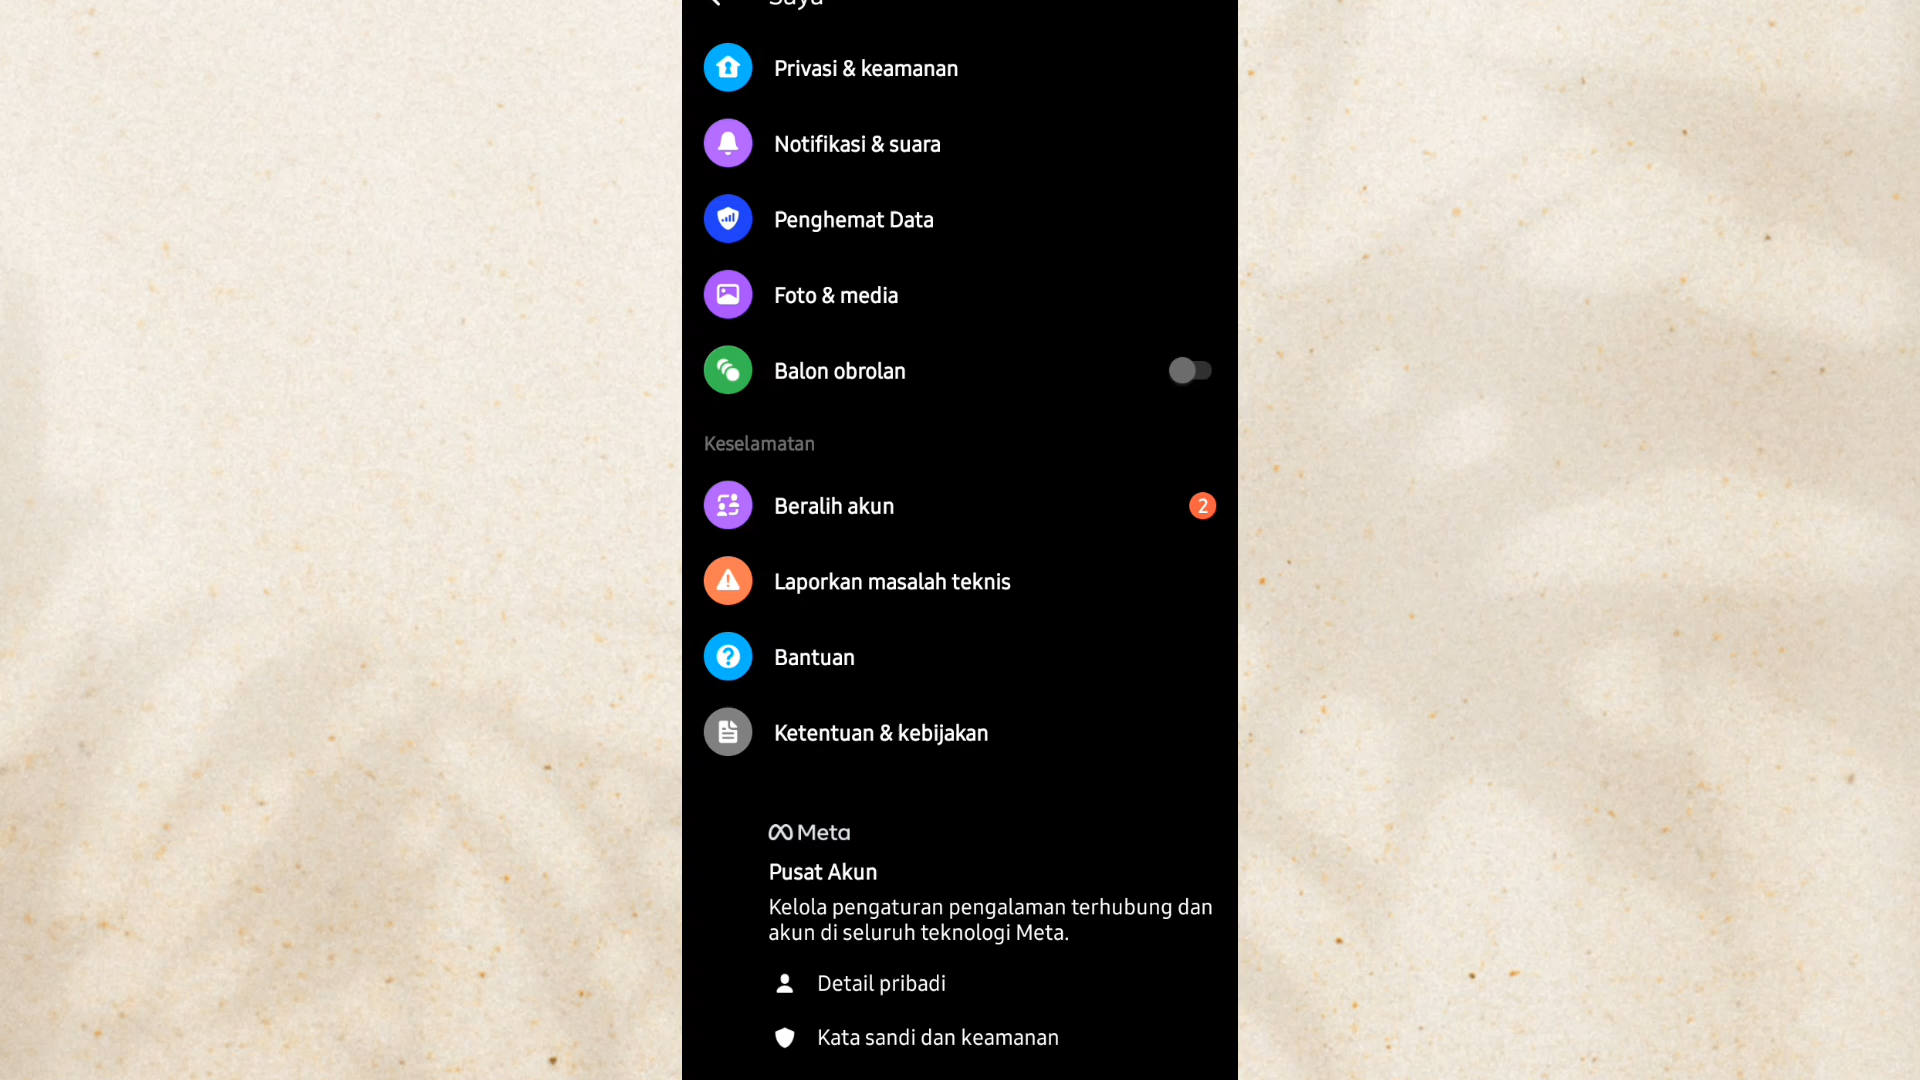 Saya
Privasi & keamanan
Notifikasi & suara
Penghemat Data
Foto & media
Balon obrolan
Keselamatan
Beralih akun
2
Laporkan masalah teknis
Bantuan
Ketentuan & kebijakan
Meta
Pusat Akun
Kelola pengaturan pengalaman terhubung dan
akun di seluruh teknologi Meta.
Detail pribadi
Kata sandi dan keamanan